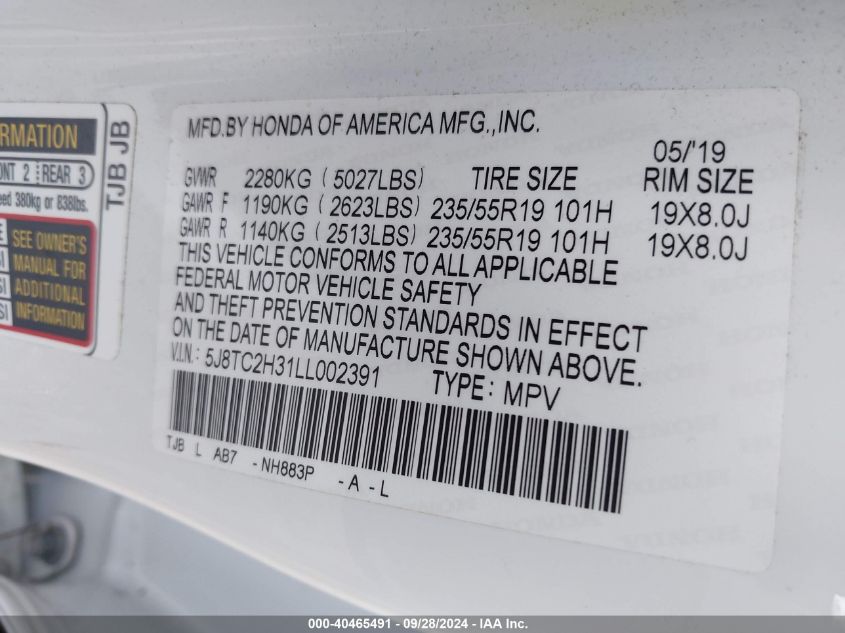 ORMATION
ONT 2 REAR 3
eed 380kg or 838lbs.
SEE OWNER'S
MANUAL FOR
ADDITIONAL
INFORMATION
TJB JB
MFD.BY HONDA OF AMERICA MFG.,INC.
05/'19
GVWR 2280KG (5027LBS) TIRE SIZE RIM SIZE
GAWR F 1190KG (2623LBS) 235/55R19 101H 19X8.0J
GAWR R 1140KG (2513LBS) 235/55R19 101H 19X8.0J
THIS VEHICLE CONFORMS TO ALL APPLICABLE
FEDERAL MOTOR VEHICLE SAFETY
AND THEFT PREVENTION STANDARDS IN EFFECT
ON THE DATE OF MANUFACTURE SHOWN ABOVE.
V.I.N.: 5J8TC2H31LL002391 TYPE: MPV
TJB L AB7 -NH883P -A -L
000-40465491 - 09/28/2024 - IAA Inc.